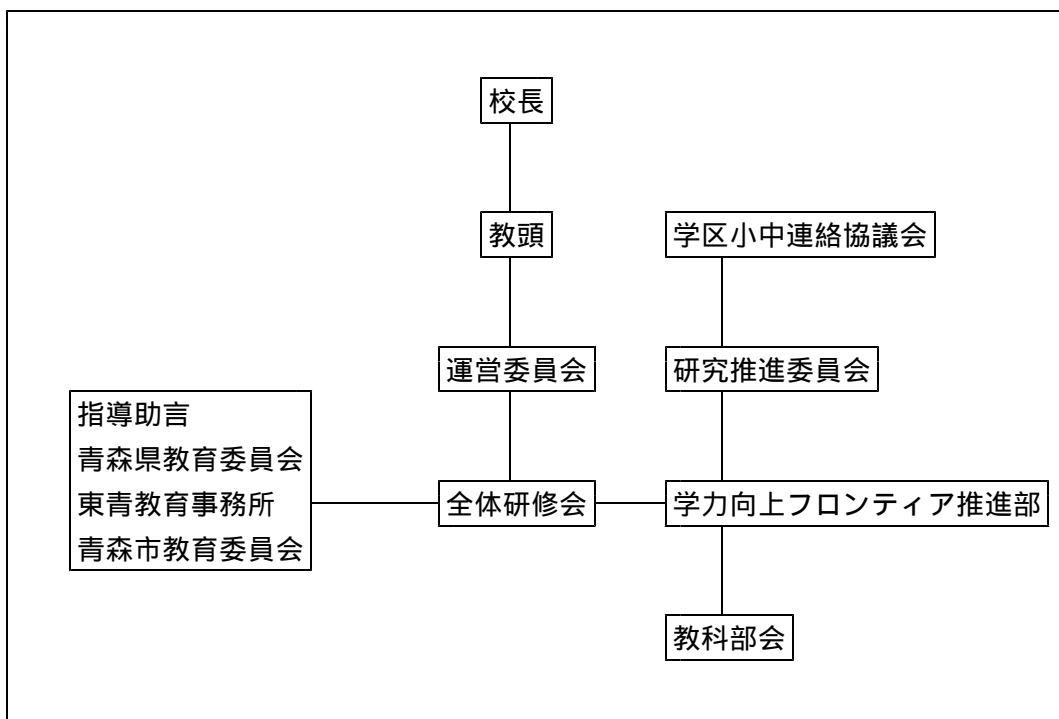 校長
教頭
学区小中連絡協議会
運営委員会
研究推進委員会
指導助言
青森県教育委員会
東青教育事務所
青森市教育委員会
全体研修会
学力向上フロンティア推進部
教科部会